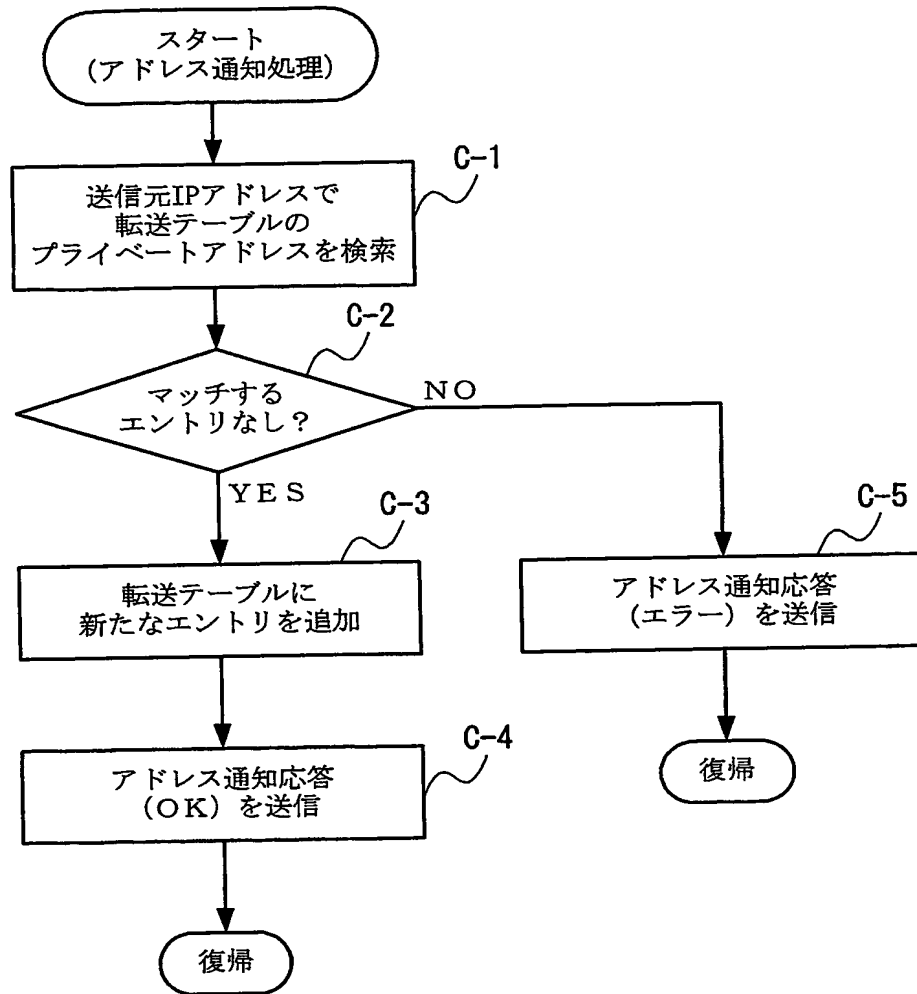 スタート
(アドレス通知処理)
C-1
送信元IPアドレスで
転送テーブルの
プライベートアドレスを検索
C-2
マッチする
エントリなし？
NO
YES
C-3
転送テーブルに
新たなエントリを追加
C-5
アドレス通知応答
(エラー) を送信
C-4
アドレス通知応答
(OK) を送信
復帰
復帰